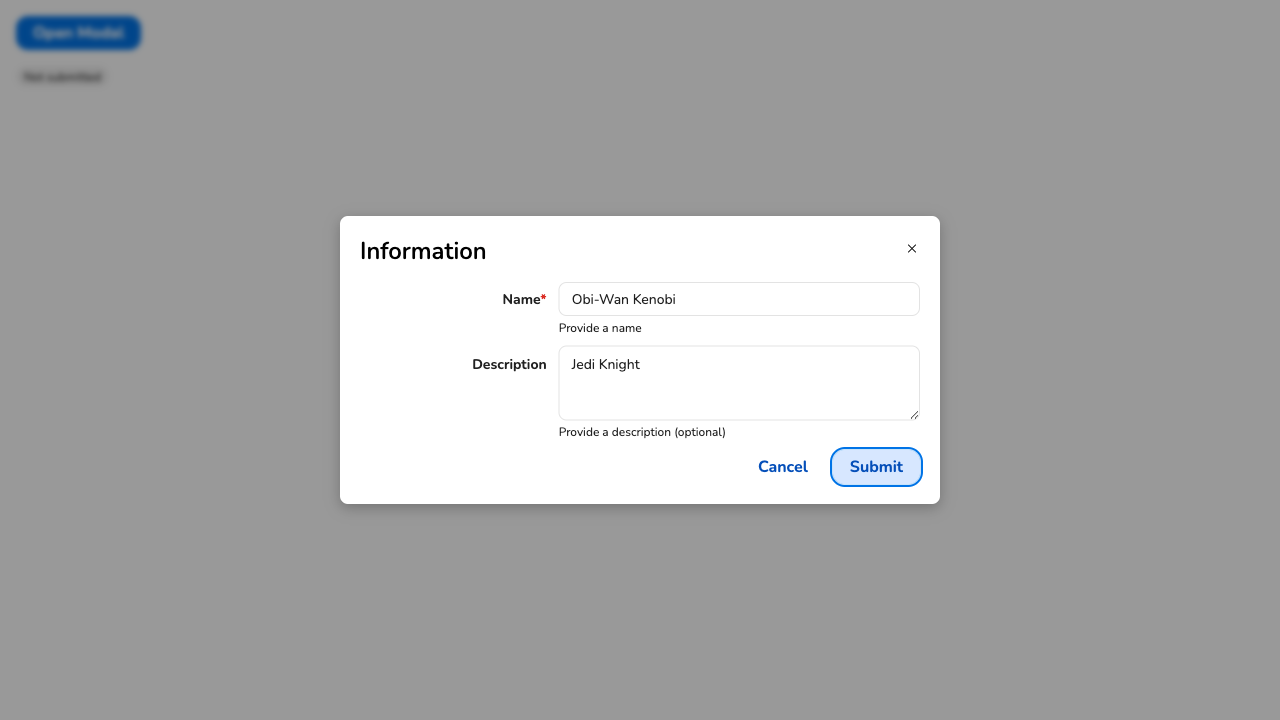 Open Modal
Not submitted
Information
×
Name*
Obi-Wan Kenobi
Provide a name
Description
Jedi Knight
Provide a description (optional)
Cancel
Submit